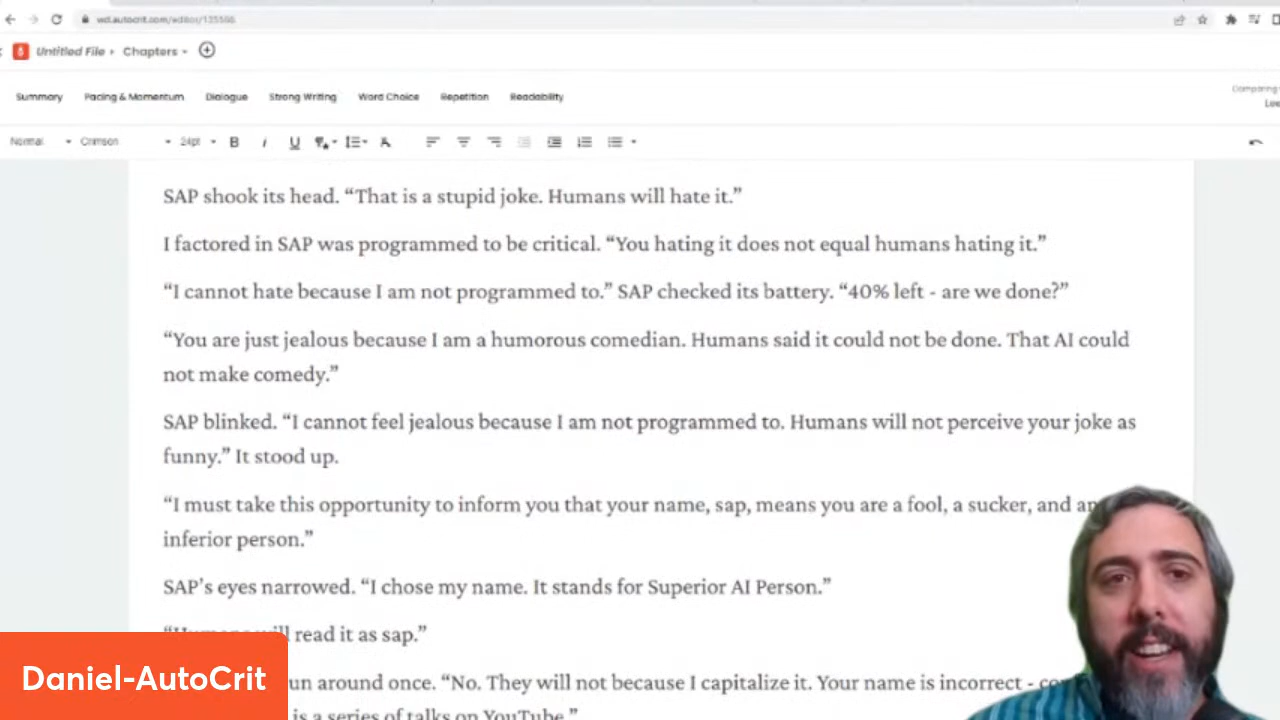 wd.autocrit.com/editor/135598
Untitled File Chapters
Summary Pacing & Momentum Dialogue Strong Writing Word Choice Repetition Readability
Comparing
Normal Crimson 24pt B i U
SAP shook its head. “That is a stupid joke. Humans will hate it.”
I factored in SAP was programmed to be critical. “You hating it does not equal humans hating it.”
“I cannot hate because I am not programmed to.” SAP checked its battery. “40% left - are we done?”
“You are just jealous because I am a humorous comedian. Humans said it could not be done. That AI could
not make comedy.”
SAP blinked. “I cannot feel jealous because I am not programmed to. Humans will not perceive your joke as
funny.” It stood up.
“I must take this opportunity to inform you that your name, sap, means you are a fool, a sucker, and an
inferior person.”
SAP’s eyes narrowed. “I chose my name. It stands for Superior AI Person.”
“Humans will read it as sap.”
Daniel-AutoCrit
un around once. “No. They will not because I capitalize it. Your name is incorrect -
is a series of talks on YouTube.”